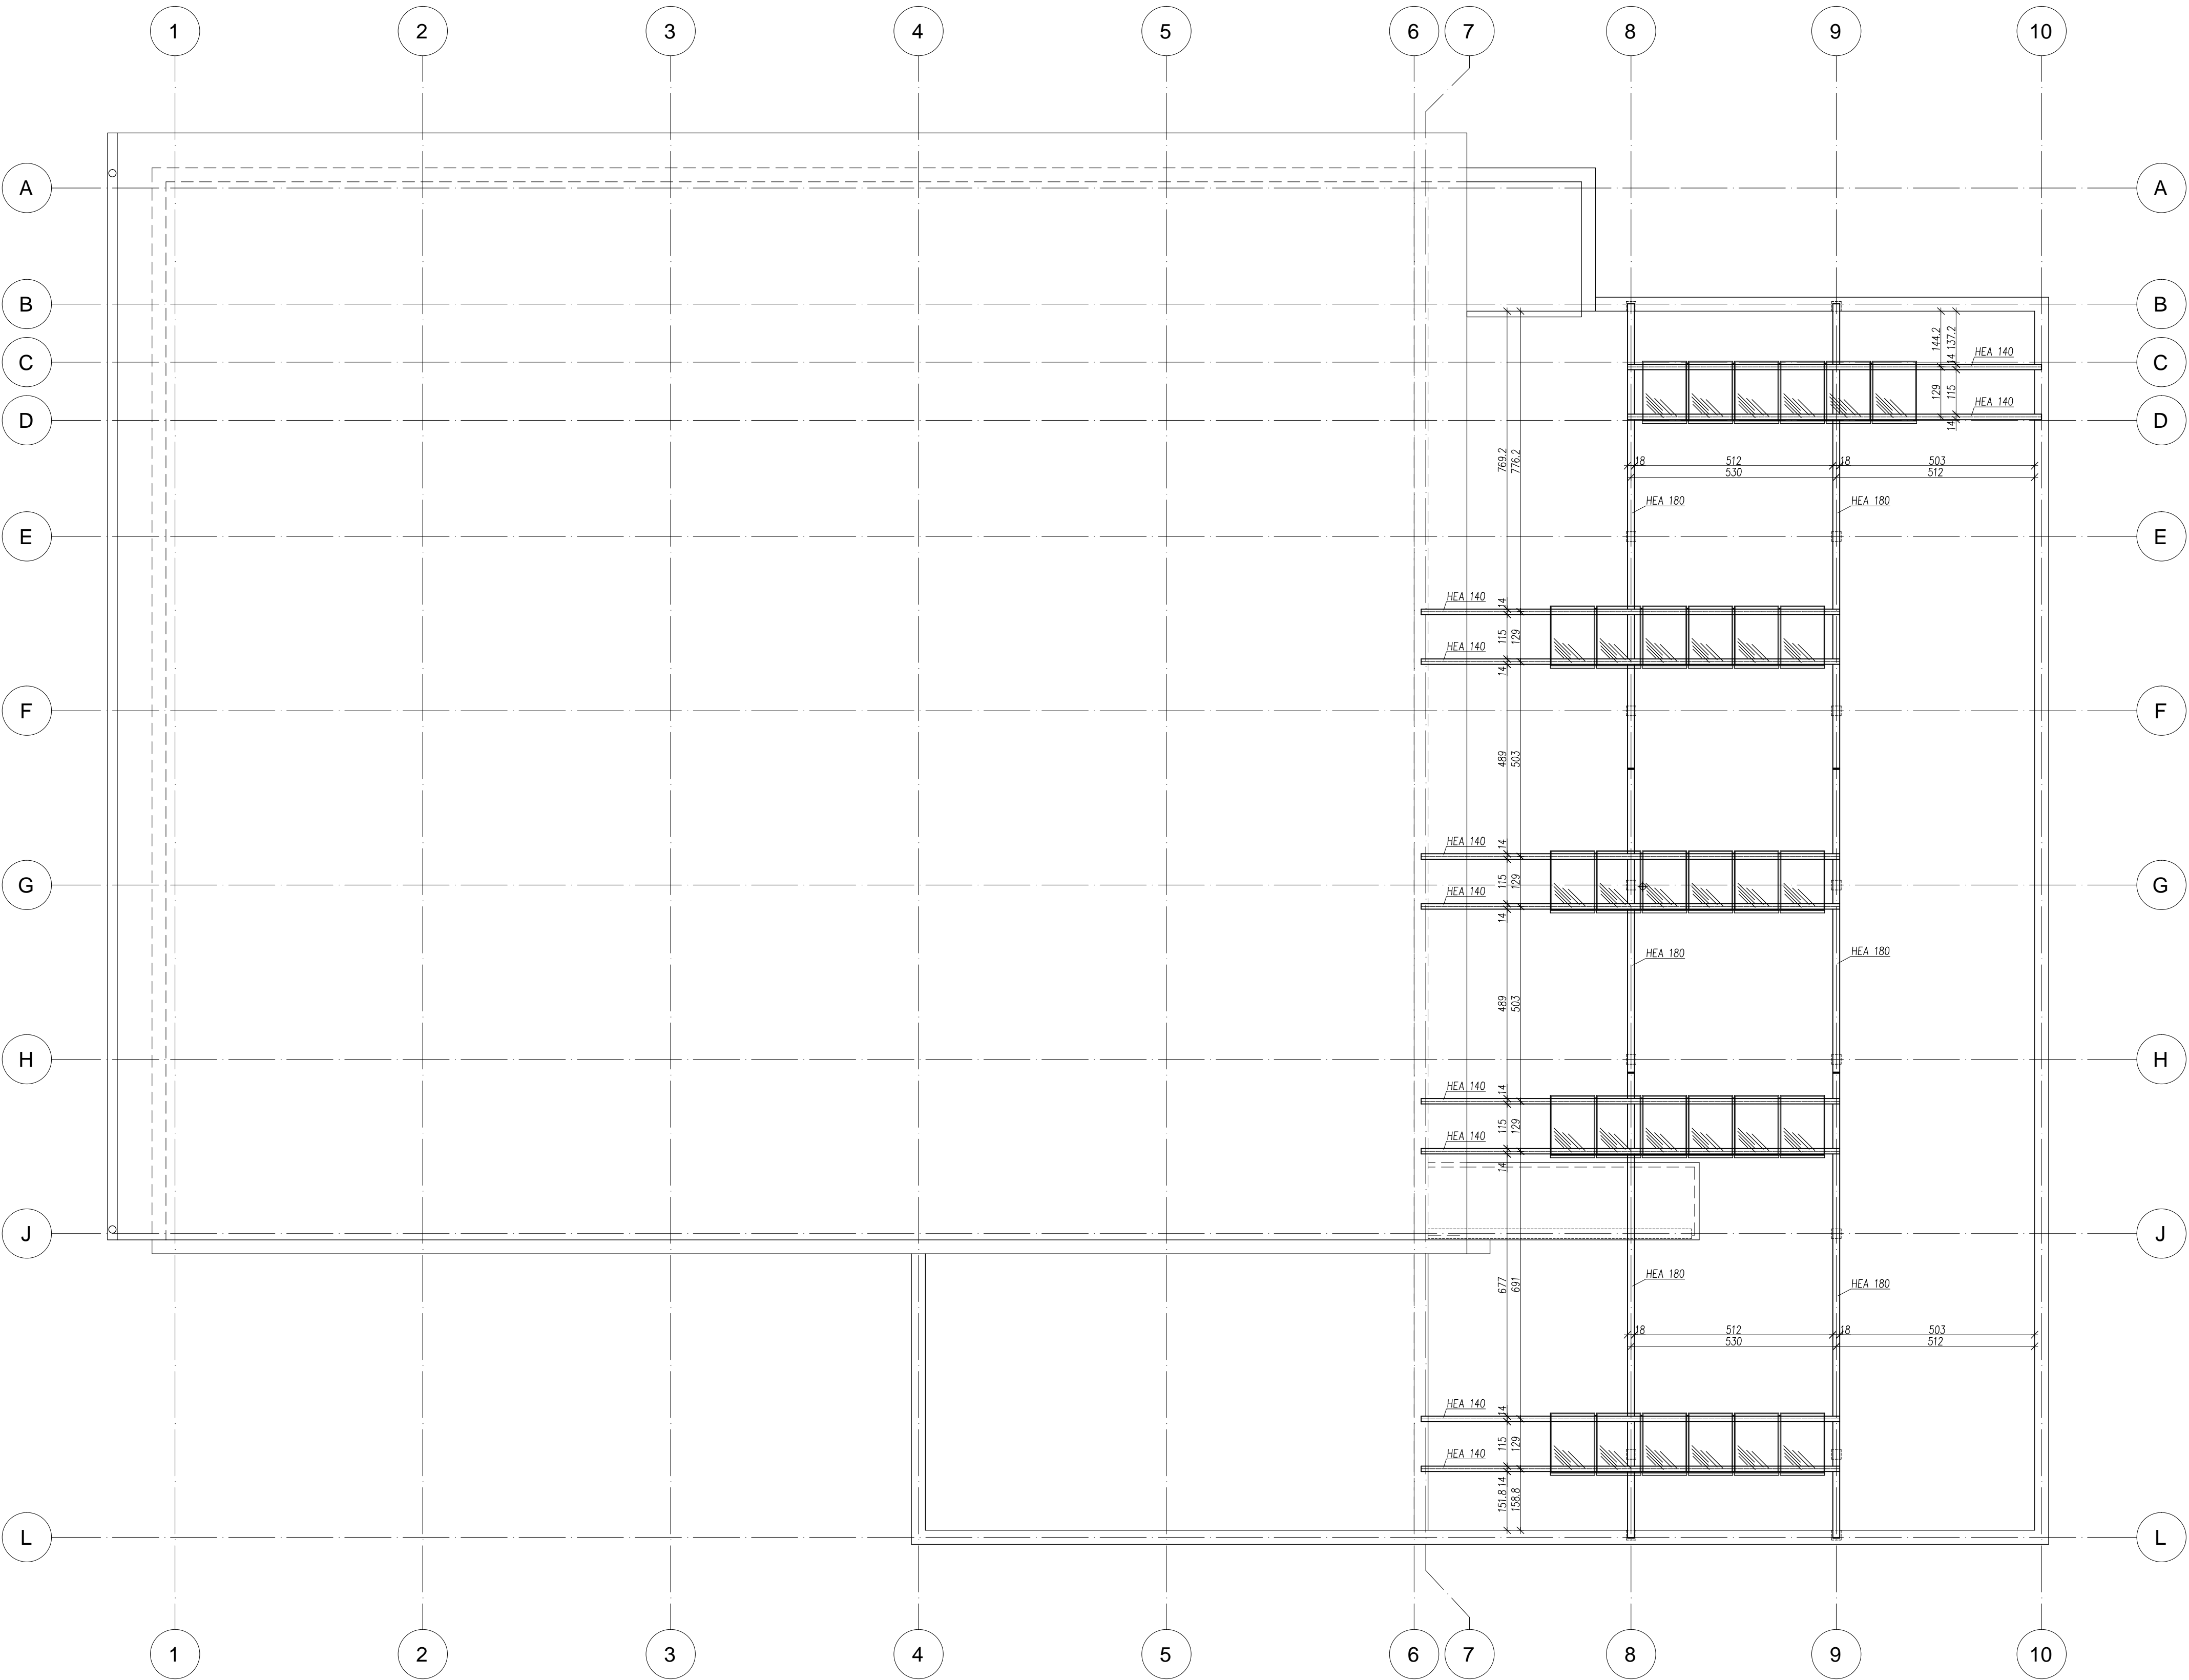 1 2 3 4 5 6 7 8 9 10
A A
B B
144.2 14 137.2
C HEA 140 C
129 115
HEA 140
D 14 D
769.2 776.2
18 512 18 503
530 512
HEA 180 HEA 180
E E
HEA 140 14
115 129
HEA 140
14
F F
489 503
HEA 140 14
115 129
G HEA 140 G
14
HEA 180 HEA 180
489 503
H H
HEA 140 14
115 129
HEA 140
14
J J
677 691
HEA 180 HEA 180
18 512 18 503
530 512
HEA 140 14
115 129
HEA 140
151.8 14 158.8
L L
1 2 3 4 5 6 7 8 9 10